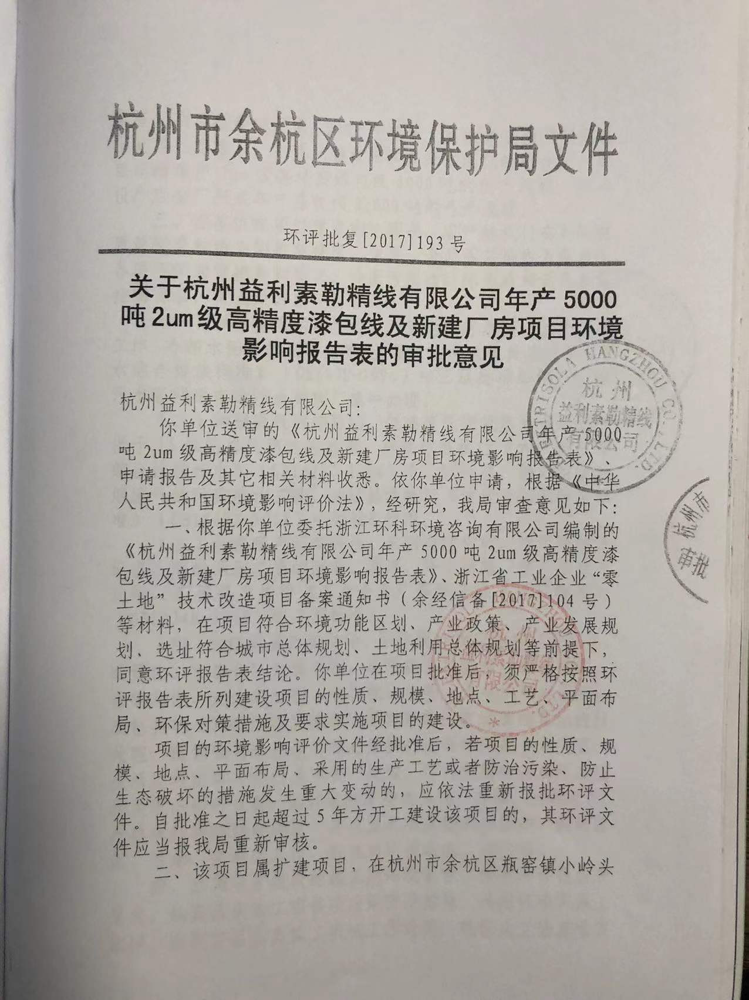 杭州市余杭区环境保护局文件
环评批复[2017]193号
关于杭州益利素勒精线有限公司年产5000
吨2um级高精度漆包线及新建厂房项目环境
影响报告表的审批意见
杭州益利素勒精线有限公司：
你单位送审的《杭州益利素勒精线有限公司年产5000
吨2um级高精度漆包线及新建厂房项目环境影响报告表》、
申请报告及其它相关材料收悉。依你单位申请，根据《中华
人民共和国环境影响评价法》，经研究，我局审查意见如下：
一、根据你单位委托浙江环科环境咨询有限公司编制的
《杭州益利素勒精线有限公司年产5000吨2um级高精度漆
包线及新建厂房项目环境影响报告表》、浙江省工业企业“零
土地”技术改造项目备案通知书（余经信备[2017]104号）
等材料，在项目符合环境功能区划、产业政策、产业发展规
划、选址符合城市总体规划、土地利用总体规划等前提下，
同意环评报告表结论。你单位在项目批准后，须严格按照环
评报告表所列建设项目的性质、规模、地点、工艺、平面布
局、环保对策措施及要求实施项目的建设。
项目的环境影响评价文件经批准后，若项目的性质、规
模、地点、平面布局、采用的生产工艺或者防治污染、防止
生态破坏的措施发生重大变动的，应依法重新报批环评文
件。自批准之日起超过5年方开工建设该项目的，其环评文
件应当报我局重新审核。
二、该项目属扩建项目，在杭州市余杭区瓶窑镇小岭头
TRISOLA HANGZHOU CO.,LTD.
杭州
益利素勒精线
有限公司
杭州市
审批
杭州
益利素勒精线
有限公司